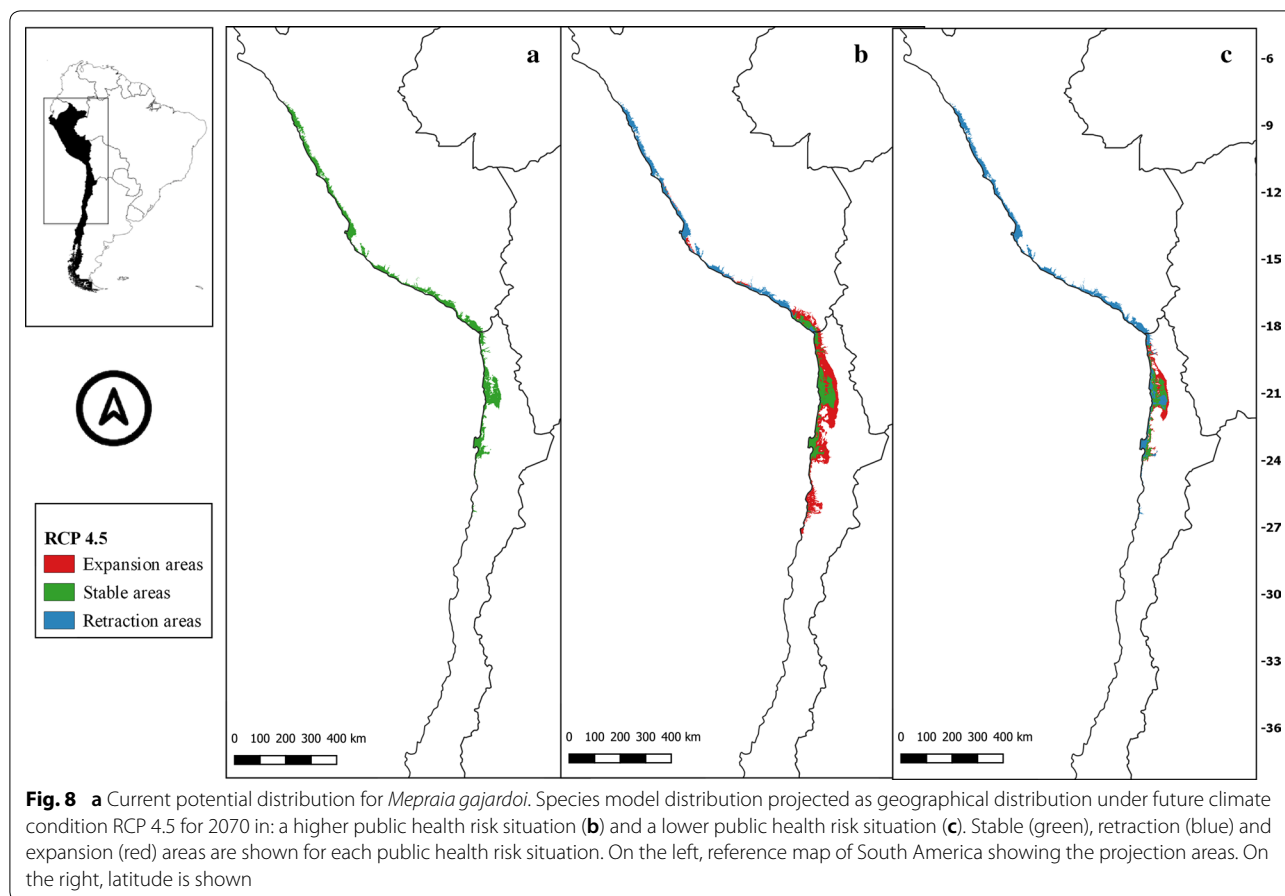 a
b
c
-6
-9
-12
-15
-18
-21
-24
-27
-30
-33
-36
A
RCP 4.5
Expansion areas
Stable areas
Retraction areas
0 100 200 300 400 km
0 100 200 300 400 km
0 100 200 300 400 km
Fig. 8 a Current potential distribution for Mepraia gajardoi. Species model distribution projected as geographical distribution under future climate
condition RCP 4.5 for 2070 in: a higher public health risk situation (b) and a lower public health risk situation (c). Stable (green), retraction (blue) and
expansion (red) areas are shown for each public health risk situation. On the left, reference map of South America showing the projection areas. On
the right, latitude is shown